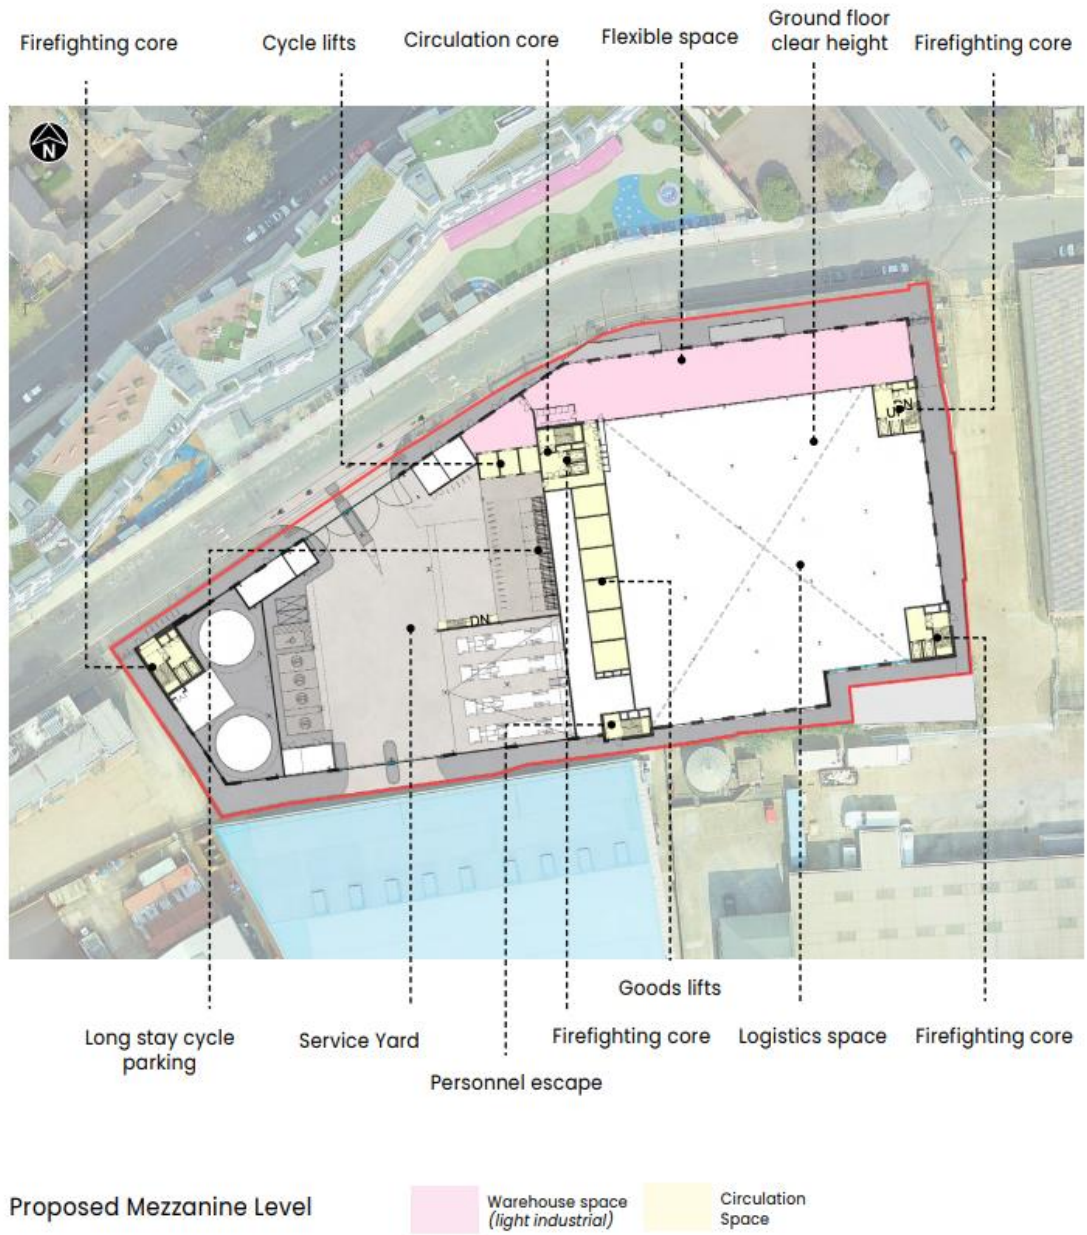 Firefighting core
Cycle lifts
Circulation core
Flexible space
Ground floor
clear height
Firefighting core
N
DN
UP
DN
Long stay cycle
parking
Service Yard
Personnel escape
Firefighting core
Goods lifts
Logistics space
Firefighting core
Proposed Mezzanine Level
Warehouse space
(light industrial)
Circulation
Space